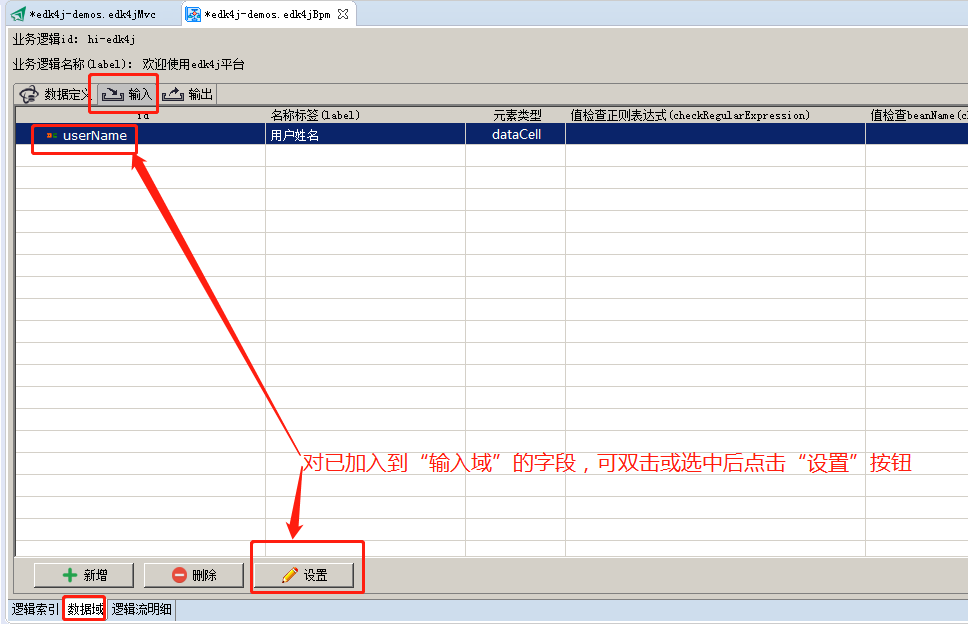 *edk4j-demos.edk4jMvc *edk4j-demos.edk4jBpm
业务逻辑id: hi-edk4j
业务逻辑名称(label): 欢迎使用edk4j平台
数据定义 输入 输出
id 名称标签(label) 元素类型 值检查正则表达式(checkRegularExpression) 值检查beanName(c
userName 用户姓名 dataCell
对已加入到“输入域”的字段，可双击或选中后点击“设置”按钮
新增 删除 设置
逻辑索引 数据域 逻辑流明细